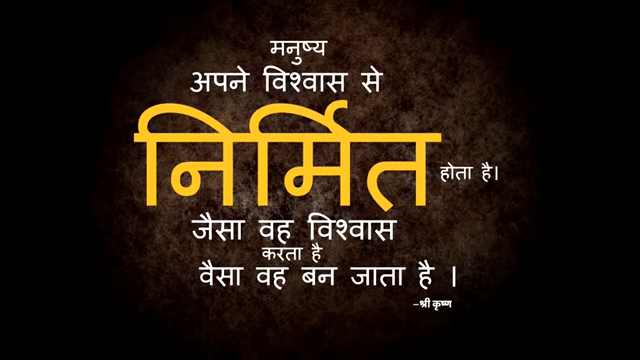 मनुष्य
अपने विश्वास से
निर्मित
होता है।
जैसा वह विश्वास
करता है
वैसा वह बन जाता है ।
–श्री कृष्ण